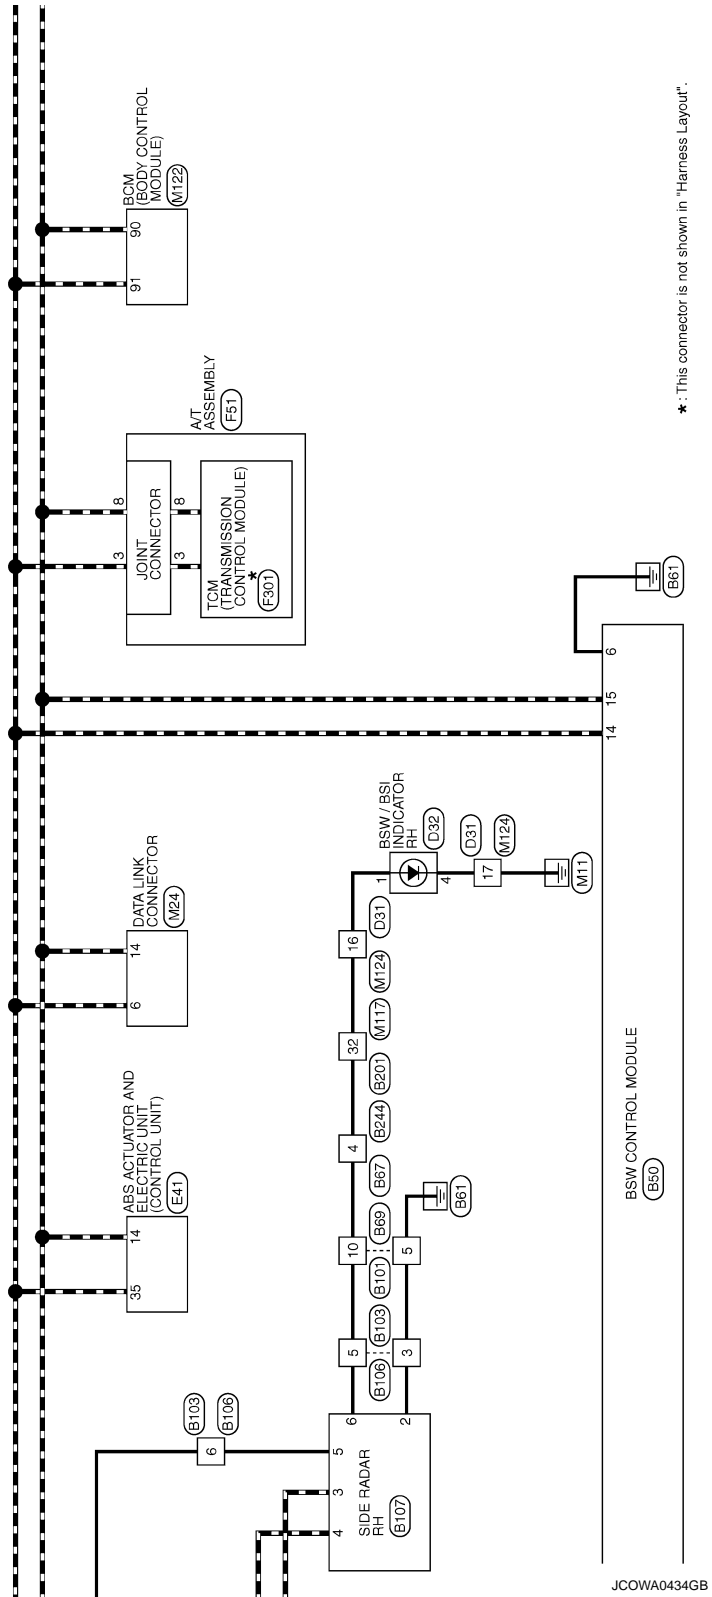 BCM
(BODY CONTROL
MODULE)
M122
90
91
A/T
ASSEMBLY
F51
8
3
JOINT
CONNECTOR
8
3
TCM
(TRANSMISSION
CONTROL MODULE)
*
F301
* : This connector is not shown in "Harness Layout".
B61
6
15
14
BSW CONTROL MODULE
B50
DATA LINK
CONNECTOR
M24
14
6
BSW / BSI
INDICATOR
RH
D32
1
4
D31
M124
17
M11
16
D31
M124
32
M117
B201
4
B244
B67
10
B69
B101
5
B61
5
B103
B106
3
ABS ACTUATOR AND
ELECTRIC UNIT
(CONTROL UNIT)
E41
14
35
B103
B106
6
6
2
5
3
4
SIDE RADAR
RH
B107
JCOWA0434GB